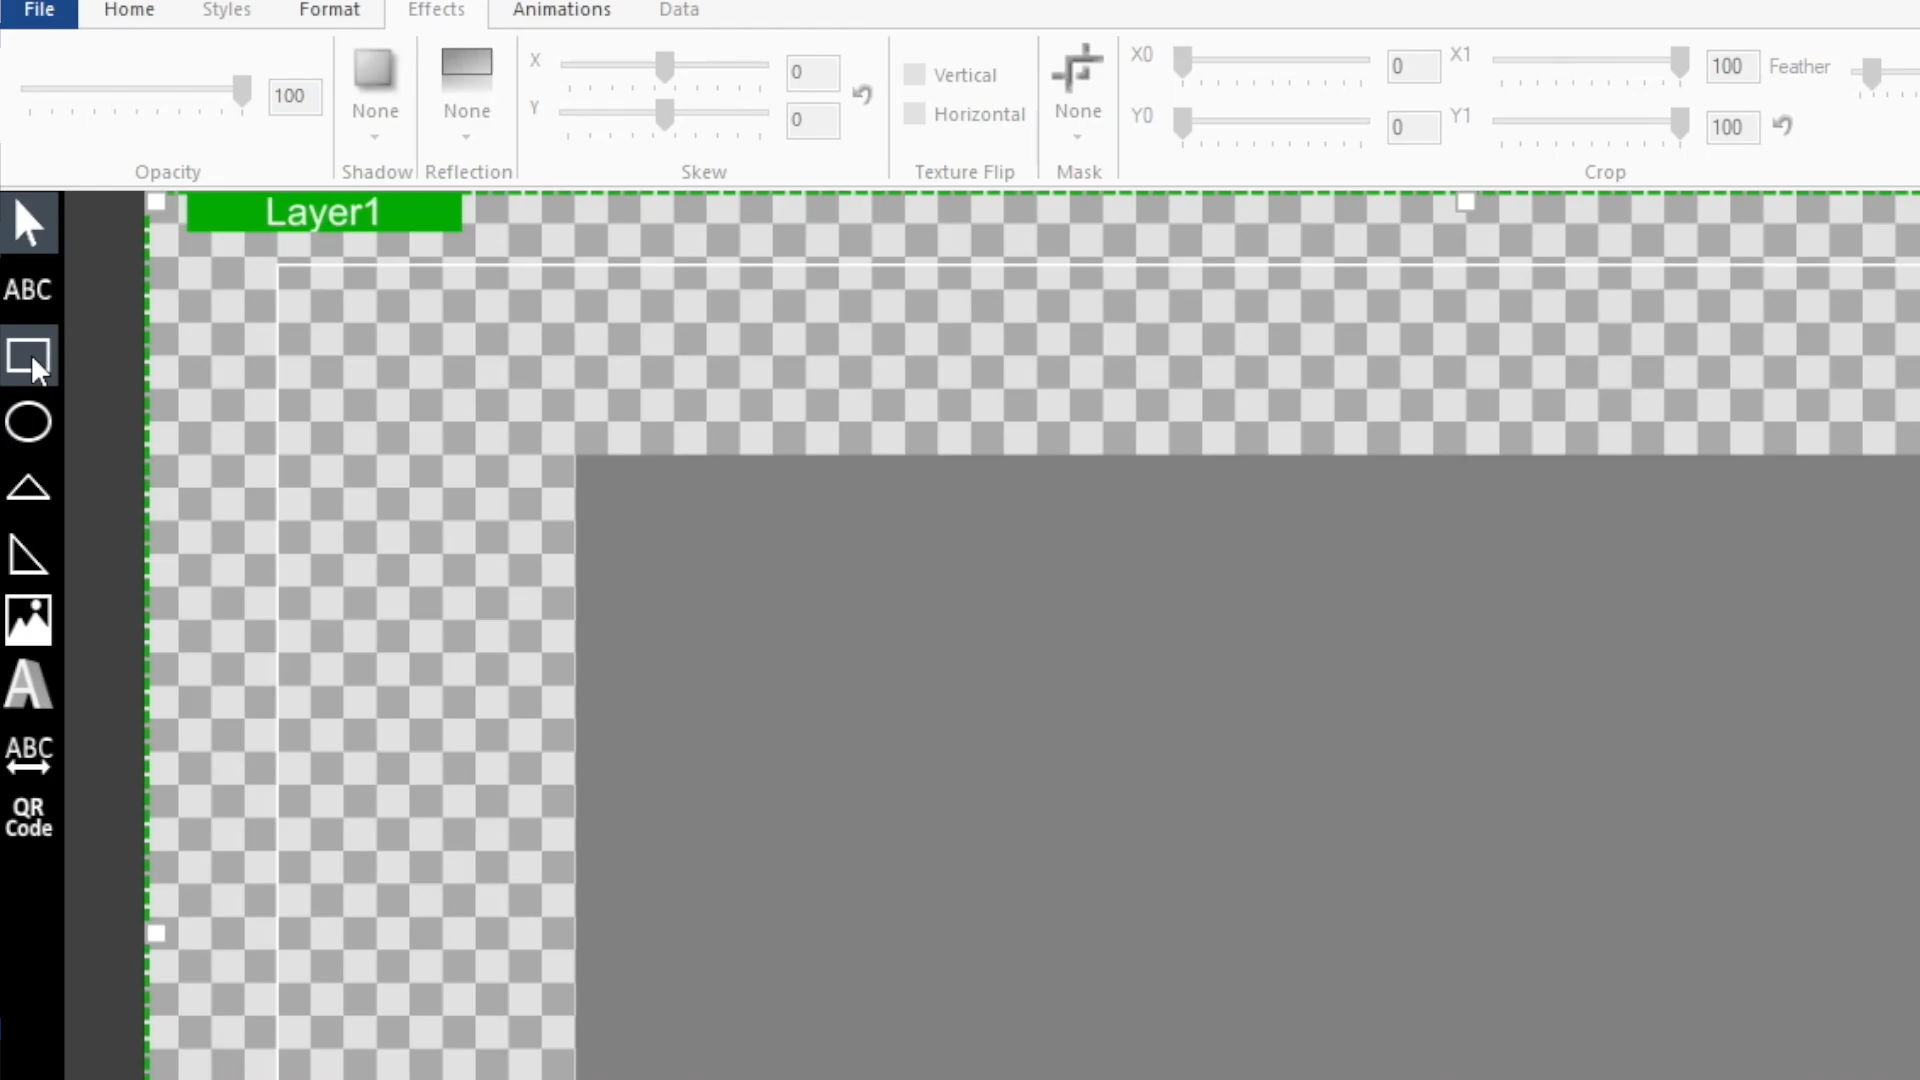 File Home Styles Format Effects Animations Data
X 0
Y 0
100
None
None
Vertical
Horizontal
None
X0 0 X1 100 Feather
Y0 0 Y1 100
Opacity Shadow Reflection Skew Texture Flip Mask Crop
Layer1
ABC
A
ABC
QR
Code